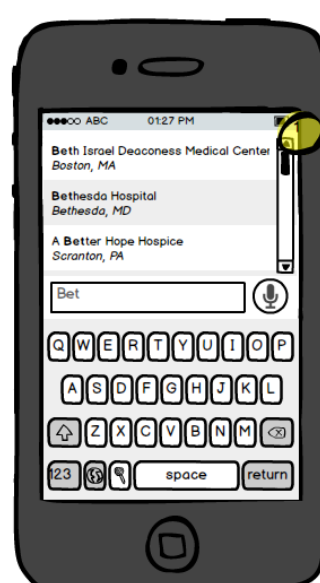 ABC 01:27 PM
1
Beth Israel Deaconess Medical Center
Boston, MA
Bethesda Hospital
Bethesda, MD
A Better Hope Hospice
Scranton, PA
Bet
Q W E R T Y U I O P
A S D F G H J K L
Z X C V B N M
123 space return